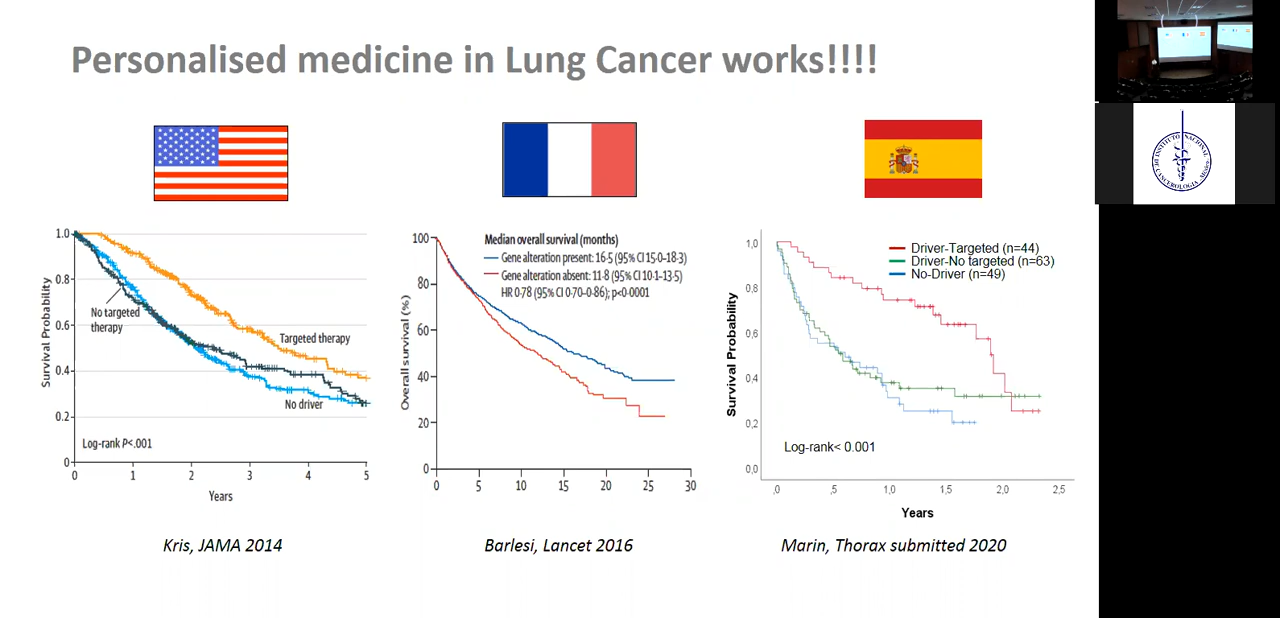 Personalised medicine in Lung Cancer works!!!!
1.0
0.8
0.6
0.4
0.2
0
Survival Probability
No targeted
therapy
Targeted therapy
No driver
Log-rank P<.001
0 1 2 3 4 5
Years
Kris, JAMA 2014
100
80
60
40
20
0
Overall survival (%)
Median overall survival (months)
Gene alteration present: 16·5 (95% CI 15·0–18·3)
Gene alteration absent: 11·8 (95% CI 10·1–13·5)
HR 0·78 (95% CI 0·70–0·86); p<0·0001
0 5 10 15 20 25 30
Barlesi, Lancet 2016
1,0
0,8
0,6
0,4
0,2
0,0
Survival Probability
Driver-Targeted (n=44)
Driver-No targeted (n=63)
No-Driver (n=49)
Log-rank< 0.001
,0 ,5 1,0 1,5 2,0 2,5
Years
Marin, Thorax submitted 2020
INSTITUTO NACIONAL
DE CANCEROLOGIA